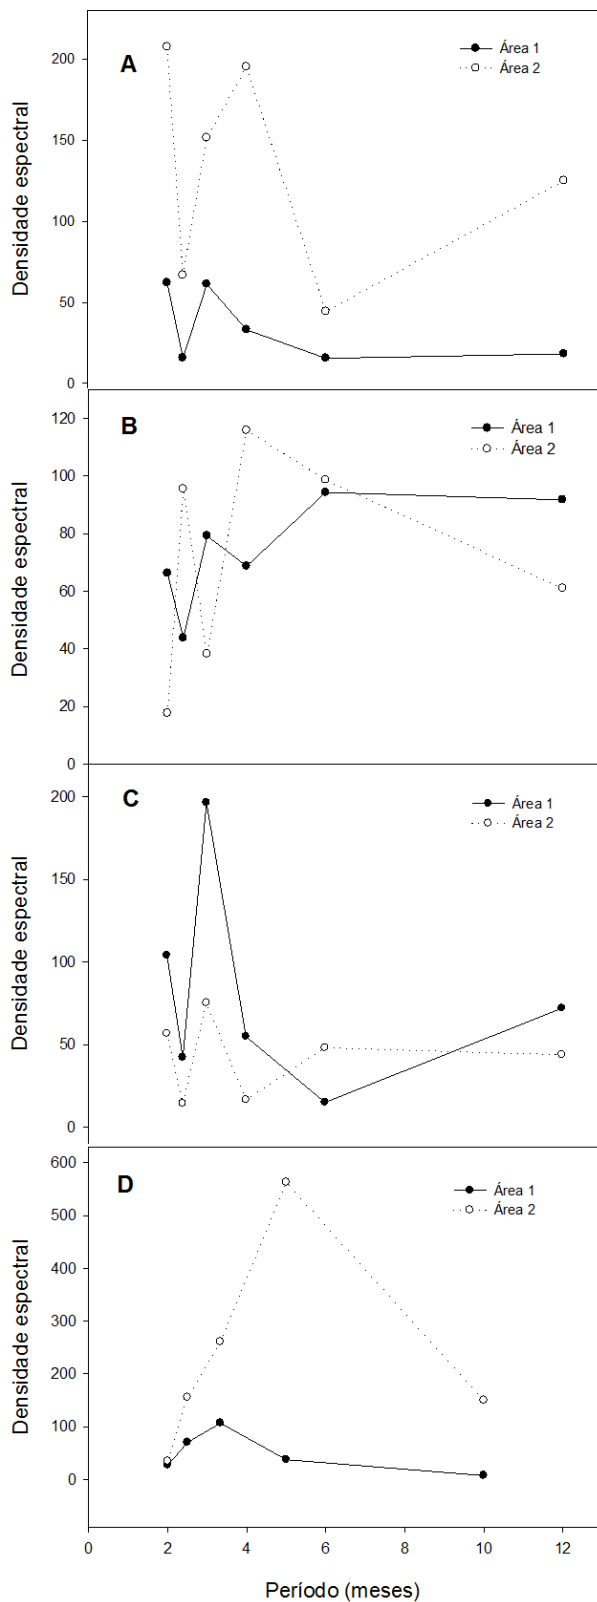 A
Área 1
Área 2
200
150
100
50
0
Densidade espectral
B
Área 1
Área 2
120
100
80
60
40
20
0
Densidade espectral
C
Área 1
Área 2
200
150
100
50
0
Densidade espectral
D
Área 1
Área 2
600
500
400
300
200
100
0
Densidade espectral
0 2 4 6 8 10 12
Período (meses)